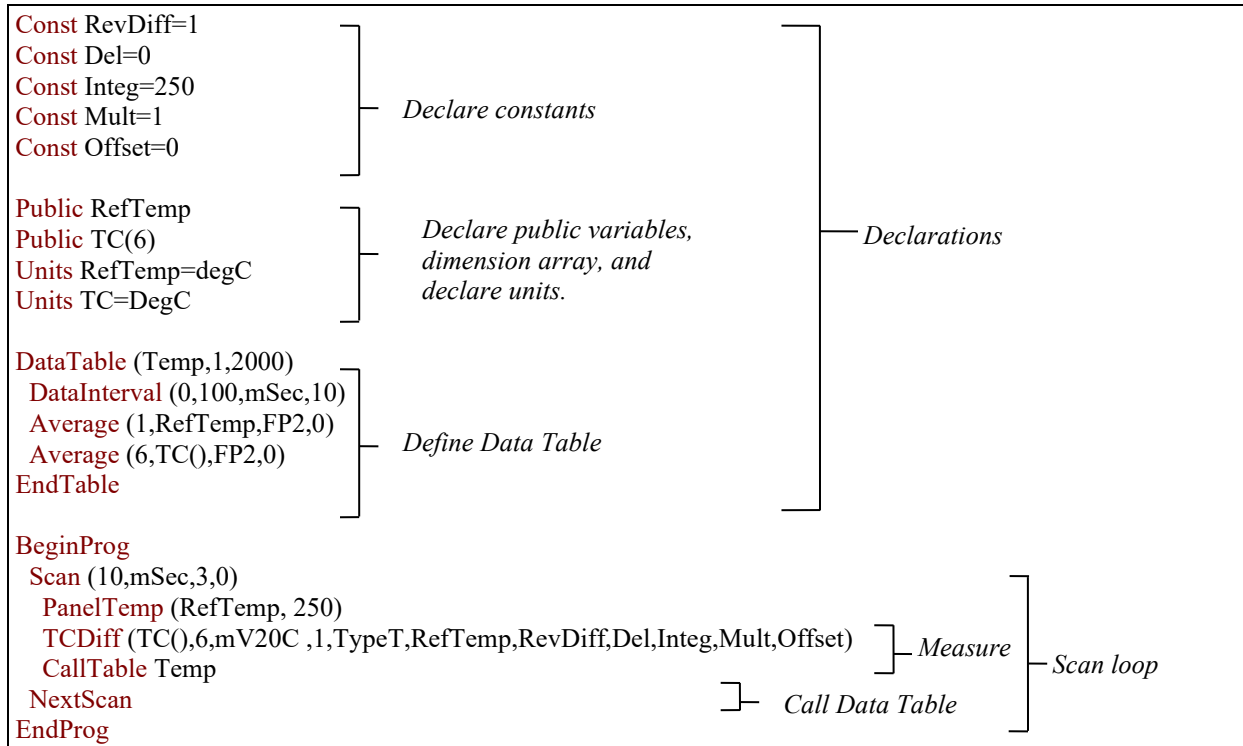 Const RevDiff=1
Const Del=0
Const Integ=250
Const Mult=1
Const Offset=0
Declare constants
Public RefTemp
Public TC(6)
Units RefTemp=degC
Units TC=DegC
Declare public variables,
dimension array, and
declare units.
Declarations
DataTable (Temp,1,2000)
DataInterval (0,100,mSec,10)
Average (1,RefTemp,FP2,0)
Average (6,TC(),FP2,0)
EndTable
Define Data Table
BeginProg
Scan (10,mSec,3,0)
PanelTemp (RefTemp, 250)
TCDiff (TC(),6,mV20C ,1,TypeT,RefTemp,RevDiff,Del,Integ,Mult,Offset)
Measure
CallTable Temp
Scan loop
NextScan
Call Data Table
EndProg